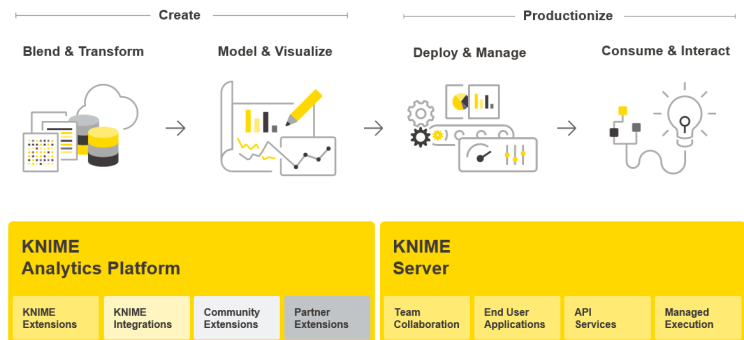 Create
Productionize
Blend & Transform
Model & Visualize
Deploy & Manage
Consume & Interact
KNIME
Analytics Platform
KNIME
Extensions
KNIME
Integrations
Community
Extensions
Partner
Extensions
KNIME
Server
Team
Collaboration
End User
Applications
API
Services
Managed
Execution